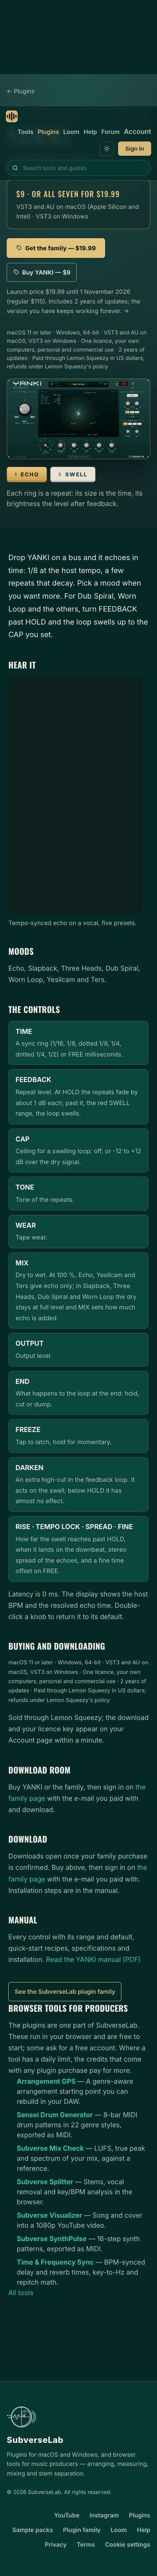 ← Plugins
Tools Plugins Loom Help Forum Account
Sign In
Search tools and guides
$9 · OR ALL SEVEN FOR $19.99
VST3 and AU on macOS (Apple Silicon and
Intel) · VST3 on Windows
Get the family — $19.99
Buy YANKI — $9
Launch price $19.99 until 1 November 2026
(regular $115). Includes 2 years of updates; the
version you have keeps working forever. →
macOS 11 or later · Windows, 64-bit · VST3 and AU on
macOS, VST3 on Windows · One licence, your own
computers, personal and commercial use · 2 years of
updates · Paid through Lemon Squeezy in US dollars;
refunds under Lemon Squeezy's policy
YANKI
ECHO
SWELL
Each ring is a repeat: its size is the time, its
brightness the level after feedback.
Drop YANKI on a bus and it echoes in
time: 1/8 at the host tempo, a few
repeats that decay. Pick a mood when
you want more. For Dub Spiral, Worn
Loop and the others, turn FEEDBACK
past HOLD and the loop swells up to the
CAP you set.
HEAR IT
Tempo-synced echo on a vocal, five presets.
MOODS
Echo, Slapback, Three Heads, Dub Spiral,
Worn Loop, Yesilcam and Ters.
THE CONTROLS
TIME
A sync ring (1/16, 1/8, dotted 1/8, 1/4,
dotted 1/4, 1/2) or FREE milliseconds.
FEEDBACK
Repeat level. At HOLD the repeats fade by
about 1 dB each; past it, the red SWELL
range, the loop swells.
CAP
Ceiling for a swelling loop: off, or -12 to +12
dB over the dry signal.
TONE
Tone of the repeats.
WEAR
Tape wear.
MIX
Dry to wet. At 100 %, Echo, Yesilcam and
Ters give echo only; in Slapback, Three
Heads, Dub Spiral and Worn Loop the dry
stays at full level and MIX sets how much
echo is added.
OUTPUT
Output level.
END
What happens to the loop at the end: hold,
cut or dump.
FREEZE
Tap to latch, hold for momentary.
DARKEN
An extra high-cut in the feedback loop. It
acts on the swell; below HOLD it has
almost no effect.
RISE · TEMPO LOCK · SPREAD · FINE
How far the swell reaches past HOLD,
when it lands on the downbeat, stereo
spread of the echoes, and a fine time
offset on FREE.
Latency is 0 ms. The display shows the host
BPM and the resolved echo time. Double-
click a knob to return it to its default.
BUYING AND DOWNLOADING
macOS 11 or later · Windows, 64-bit · VST3 and AU on
macOS, VST3 on Windows · One licence, your own
computers, personal and commercial use · 2 years of
updates · Paid through Lemon Squeezy in US dollars;
refunds under Lemon Squeezy's policy
Sold through Lemon Squeezy; the download
and your licence key appear on your
Account page within a minute.
DOWNLOAD ROOM
Buy YANKI or the family, then sign in on the
family page with the e-mail you paid with
and download.
DOWNLOAD
Downloads open once your family purchase
is confirmed. Buy above, then sign in on the
family page with the e-mail you paid with.
Installation steps are in the manual.
MANUAL
Every control with its range and default,
quick-start recipes, specifications and
installation. Read the YANKI manual (PDF)
See the SubverseLab plugin family
BROWSER TOOLS FOR PRODUCERS
The plugins are one part of SubverseLab.
These run in your browser and are free to
start; some ask for a free account. Where a
tool has a daily limit, the credits that come
with any plugin purchase pay for more.
Arrangement GPS — A genre-aware
arrangement starting point you can
rebuild in your DAW.
Sensei Drum Generator — 8-bar MIDI
drum patterns in 22 genre styles,
exported as MIDI.
Subverse Mix Check — LUFS, true peak
and spectrum of your mix, against a
reference.
Subverse Splitter — Stems, vocal
removal and key/BPM analysis in the
browser.
Subverse Visualizer — Song and cover
into a 1080p YouTube video.
Subverse SynthPulse — 16-step synth
patterns, exported as MIDI.
Time & Frequency Sync — BPM-synced
delay and reverb times, key-to-Hz and
repitch math.
All tools
SubverseLab
Plugins for macOS and Windows, and browser
tools for music producers — arranging, measuring,
mixing and stem separation.
© 2026 SubverseLab. All rights reserved.
YouTube Instagram Plugins
Sample packs Plugin family Loom Help
Privacy Terms Cookie settings